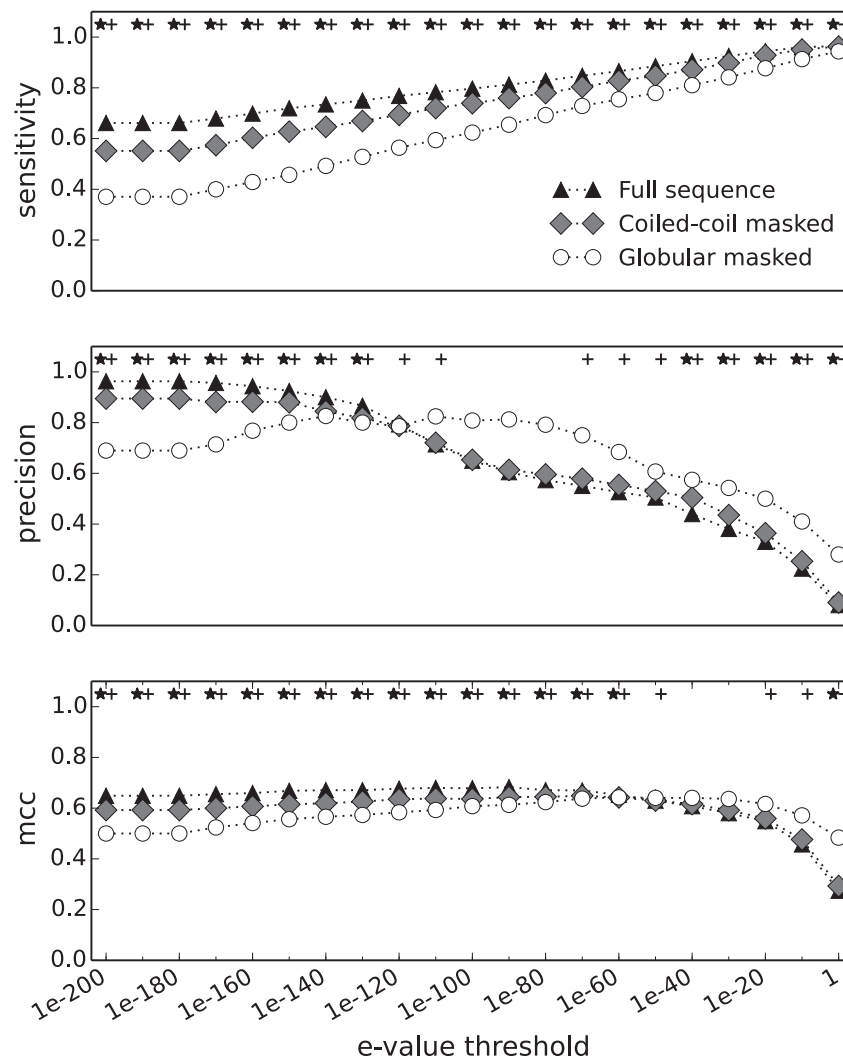 1.0
0.8
0.6
0.4
0.2
0.0
sensitivity
Full sequence
Coiled-coil masked
Globular masked
1.0
0.8
0.6
0.4
0.2
0.0
precision
1.0
0.8
0.6
0.4
0.2
0.0
mcc
1e-200 1e-180 1e-160 1e-140 1e-120 1e-100 1e-80 1e-60 1e-40 1e-20 1
e-value threshold